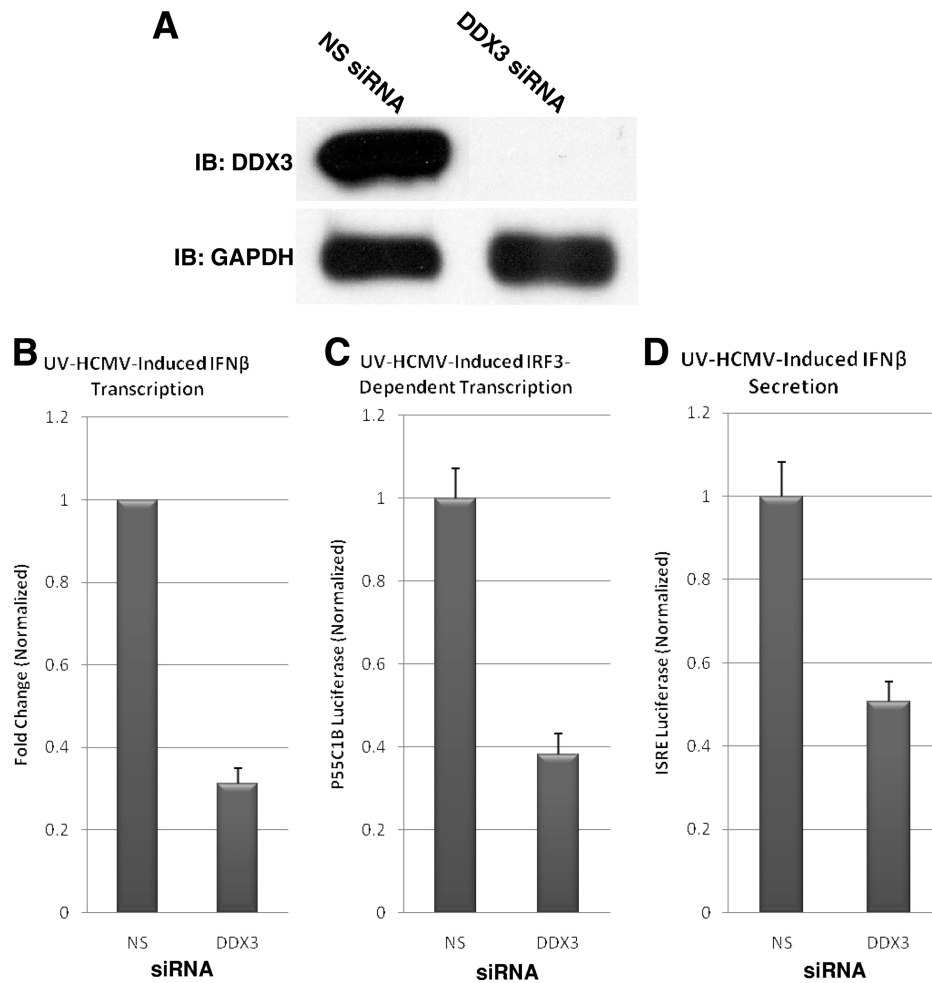 A
NS siRNA
DDX3 siRNA
IB: DDX3
IB: GAPDH
B
UV-HCMV-Induced IFNβ
Transcription
Fold Change (Normalized)
1.2
1
0.8
0.6
0.4
0.2
0
NS
DDX3
siRNA
C
UV-HCMV-Induced IRF3-
Dependent Transcription
P55C1B Luciferase (Normalized)
1.2
1
0.8
0.6
0.4
0.2
0
NS
DDX3
siRNA
D
UV-HCMV-Induced IFNβ
Secretion
ISRE Luciferase (Normalized)
1.2
1
0.8
0.6
0.4
0.2
0
NS
DDX3
siRNA